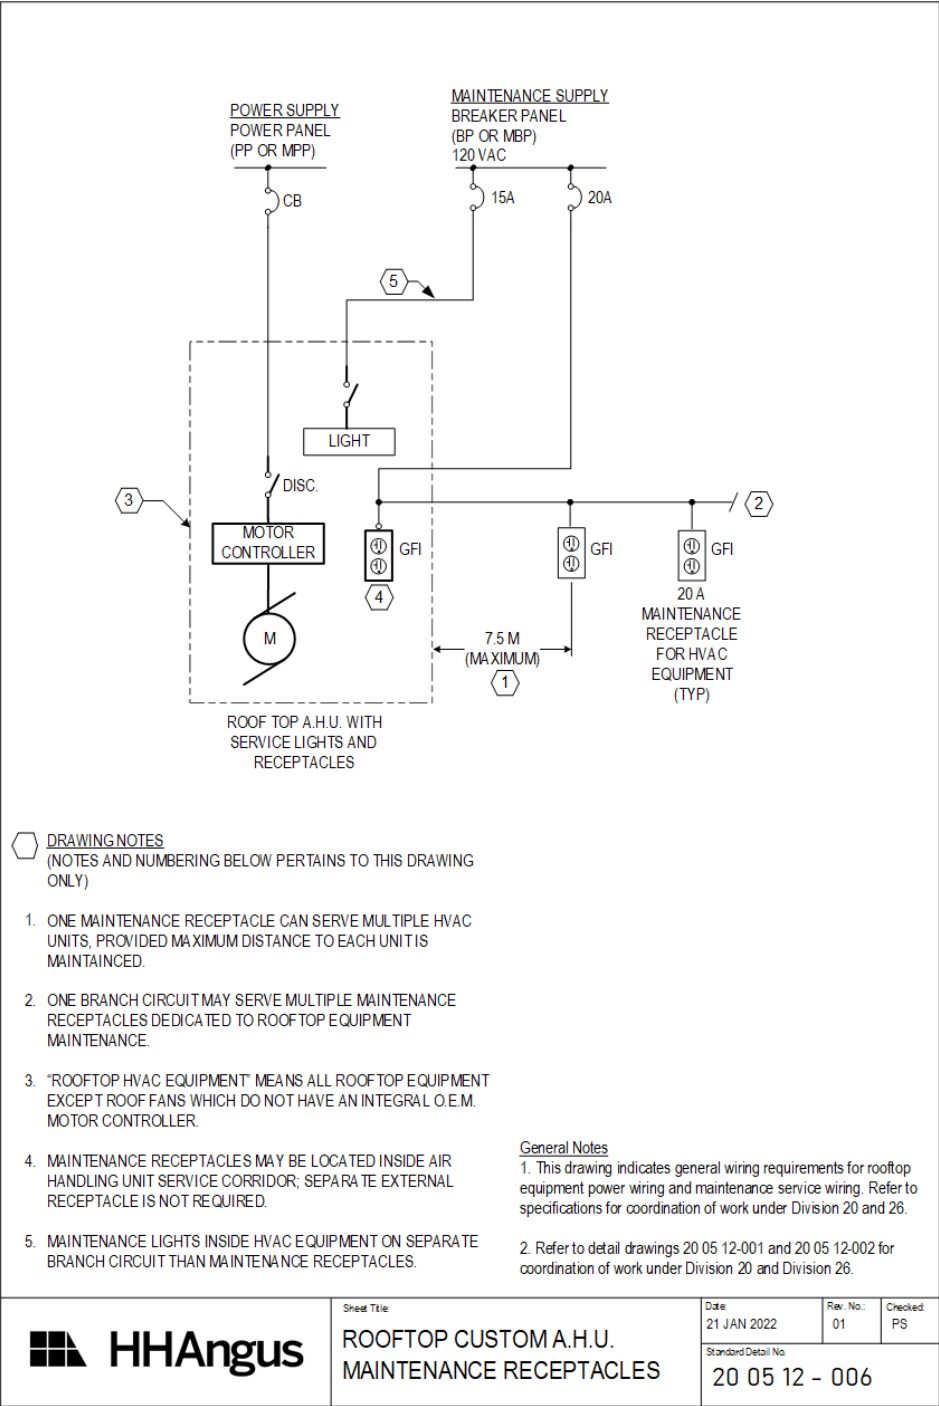 POWER SUPPLY
POWER PANEL
(PP OR MPP)
MAINTENANCE SUPPLY
BREAKER PANEL
(BP OR MBP)
120 VAC
CB
15A
20A
5
LIGHT
DISC.
3
2
MOTOR
CONTROLLER
GFI
GFI
GFI
4
M
20 A
MAINTENANCE
RECEPTACLE
FOR HVAC
EQUIPMENT
(TYP)
7.5 M
(MAXIMUM)
1
ROOF TOP A.H.U. WITH
SERVICE LIGHTS AND
RECEPTACLES
DRAWING NOTES
(NOTES AND NUMBERING BELOW PERTAINS TO THIS DRAWING
ONLY)
1. ONE MAINTENANCE RECEPTACLE CAN SERVE MULTIPLE HVAC
UNITS, PROVIDED MAXIMUM DISTANCE TO EACH UNIT IS
MAINTAINCED.
2. ONE BRANCH CIRCUIT MAY SERVE MULTIPLE MAINTENANCE
RECEPTACLES DEDICATED TO ROOFTOP EQUIPMENT
MAINTENANCE.
3. "ROOFTOP HVAC EQUIPMENT" MEANS ALL ROOFTOP EQUIPMENT
EXCEPT ROOF FANS WHICH DO NOT HAVE AN INTEGRAL O.E.M.
MOTOR CONTROLLER.
4. MAINTENANCE RECEPTACLES MAY BE LOCATED INSIDE AIR
HANDLING UNIT SERVICE CORRIDOR; SEPARATE EXTERNAL
RECEPTACLE IS NOT REQUIRED.
5. MAINTENANCE LIGHTS INSIDE HVAC EQUIPMENT ON SEPARATE
BRANCH CIRCUIT THAN MAINTENANCE RECEPTACLES.
General Notes
1. This drawing indicates general wiring requirements for rooftop
equipment power wiring and maintenance service wiring. Refer to
specifications for coordination of work under Division 20 and 26.
2. Refer to detail drawings 20 05 12-001 and 20 05 12-002 for
coordination of work under Division 20 and Division 26.
HHAngus
Sheet Title:
ROOFTOP CUSTOM A.H.U.
MAINTENANCE RECEPTACLES
Date:
21 JAN 2022
Rev. No.:
01
Checked:
PS
Standard Detail No.
20 05 12 - 006